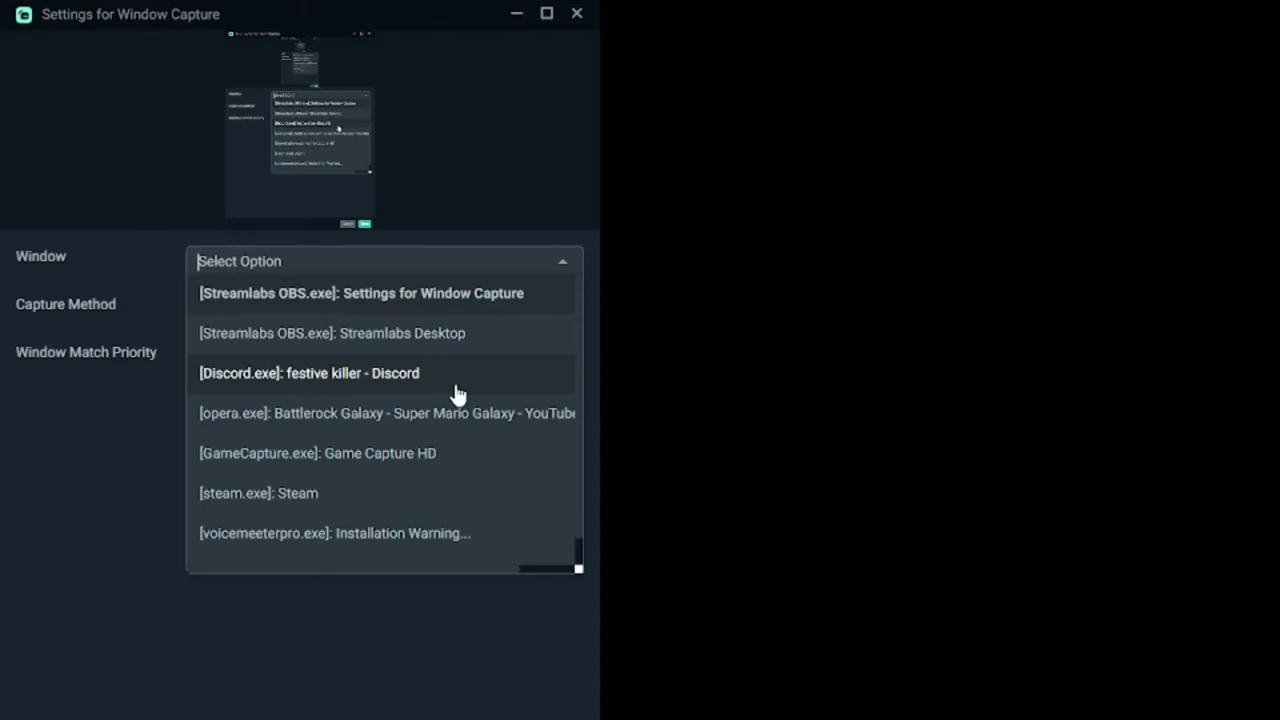 Settings for Window Capture
Window
Select Option
[Streamlabs OBS.exe]: Settings for Window Capture
Capture Method
[Streamlabs OBS.exe]: Streamlabs Desktop
Window Match Priority
[Discord.exe]: festive killer - Discord
[opera.exe]: Battlerock Galaxy - Super Mario Galaxy - YouTube
[GameCapture.exe]: Game Capture HD
[steam.exe]: Steam
[voicemeeterpro.exe]: Installation Warning...